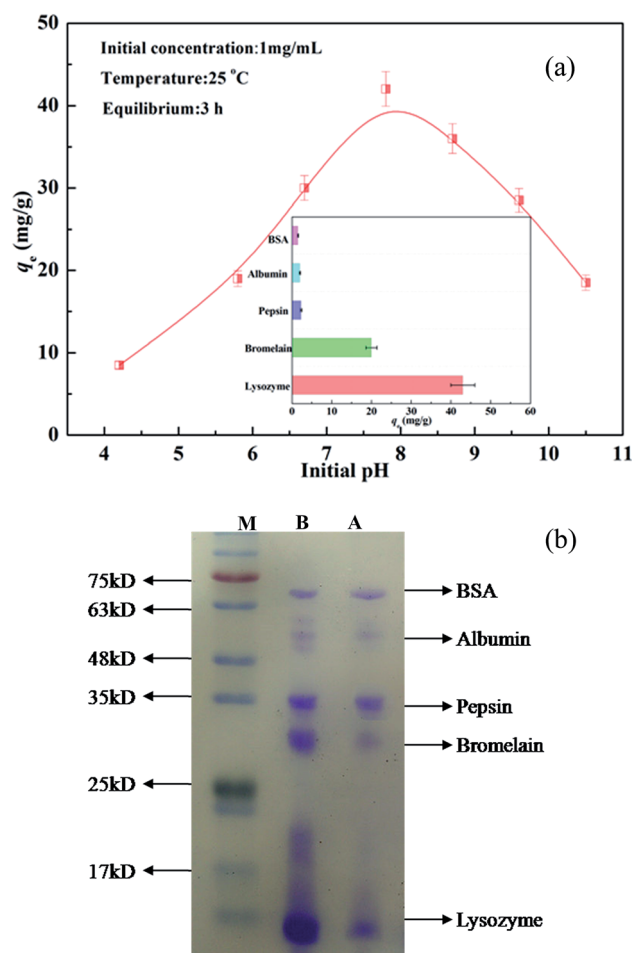 (a)
Initial concentration:1mg/mL
Temperature:25 °C
Equilibrium:3 h
qe (mg/g)
50
40
30
20
10
0
4 5 6 7 8 9 10 11
Initial pH
BSA
Albumin
Pepsin
Bromelain
Lysozyme
0 10 20 30 40 50 60
qe (mg/g)
(b)
M B A
75kD
63kD
48kD
35kD
25kD
17kD
BSA
Albumin
Pepsin
Bromelain
Lysozyme